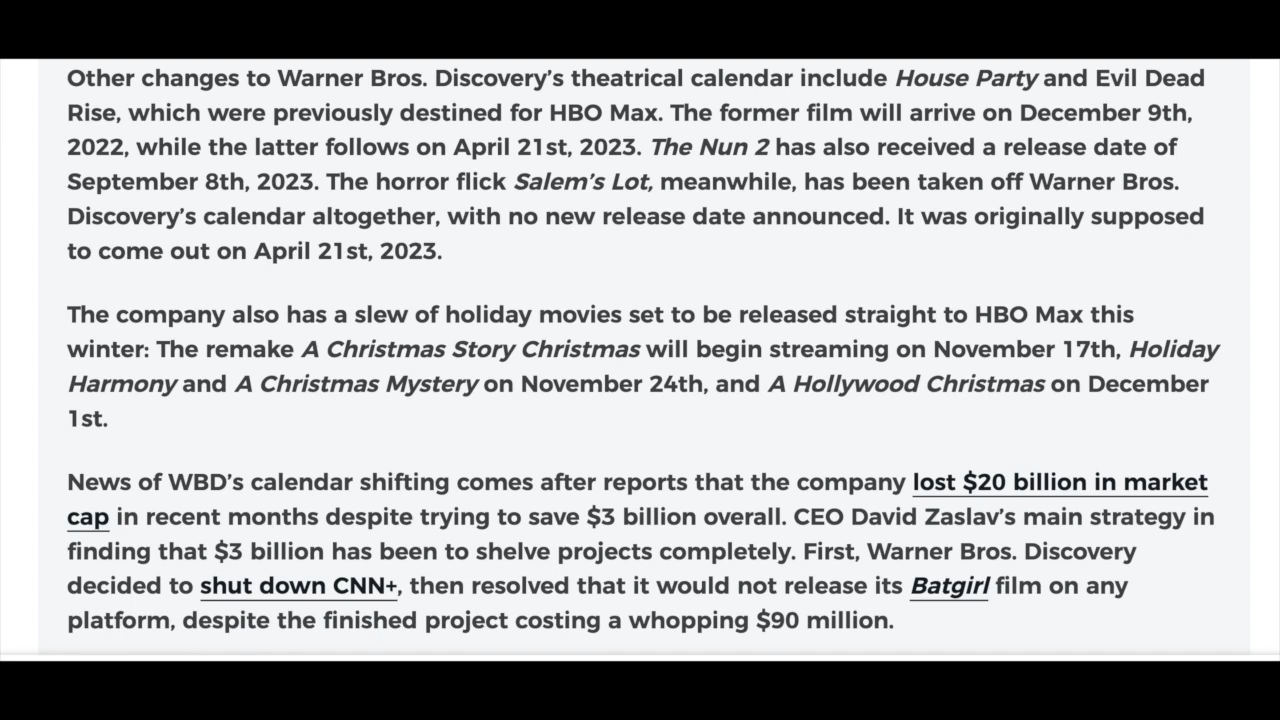 Other changes to Warner Bros. Discovery’s theatrical calendar include House Party and Evil Dead
Rise, which were previously destined for HBO Max. The former film will arrive on December 9th,
2022, while the latter follows on April 21st, 2023. The Nun 2 has also received a release date of
September 8th, 2023. The horror flick Salem’s Lot, meanwhile, has been taken off Warner Bros.
Discovery’s calendar altogether, with no new release date announced. It was originally supposed
to come out on April 21st, 2023.
The company also has a slew of holiday movies set to be released straight to HBO Max this
winter: The remake A Christmas Story Christmas will begin streaming on November 17th, Holiday
Harmony and A Christmas Mystery on November 24th, and A Hollywood Christmas on December
1st.
News of WBD’s calendar shifting comes after reports that the company lost $20 billion in market
cap in recent months despite trying to save $3 billion overall. CEO David Zaslav’s main strategy in
finding that $3 billion has been to shelve projects completely. First, Warner Bros. Discovery
decided to shut down CNN+, then resolved that it would not release its Batgirl film on any
platform, despite the finished project costing a whopping $90 million.